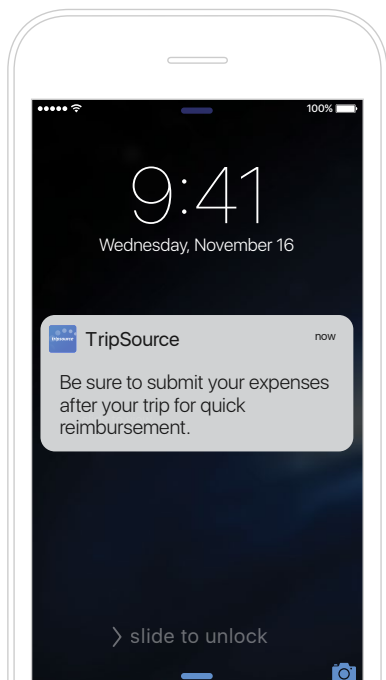 100%
9:41
Wednesday, November 16
tripsource
TripSource
now
Be sure to submit your expenses
after your trip for quick
reimbursement.
> slide to unlock